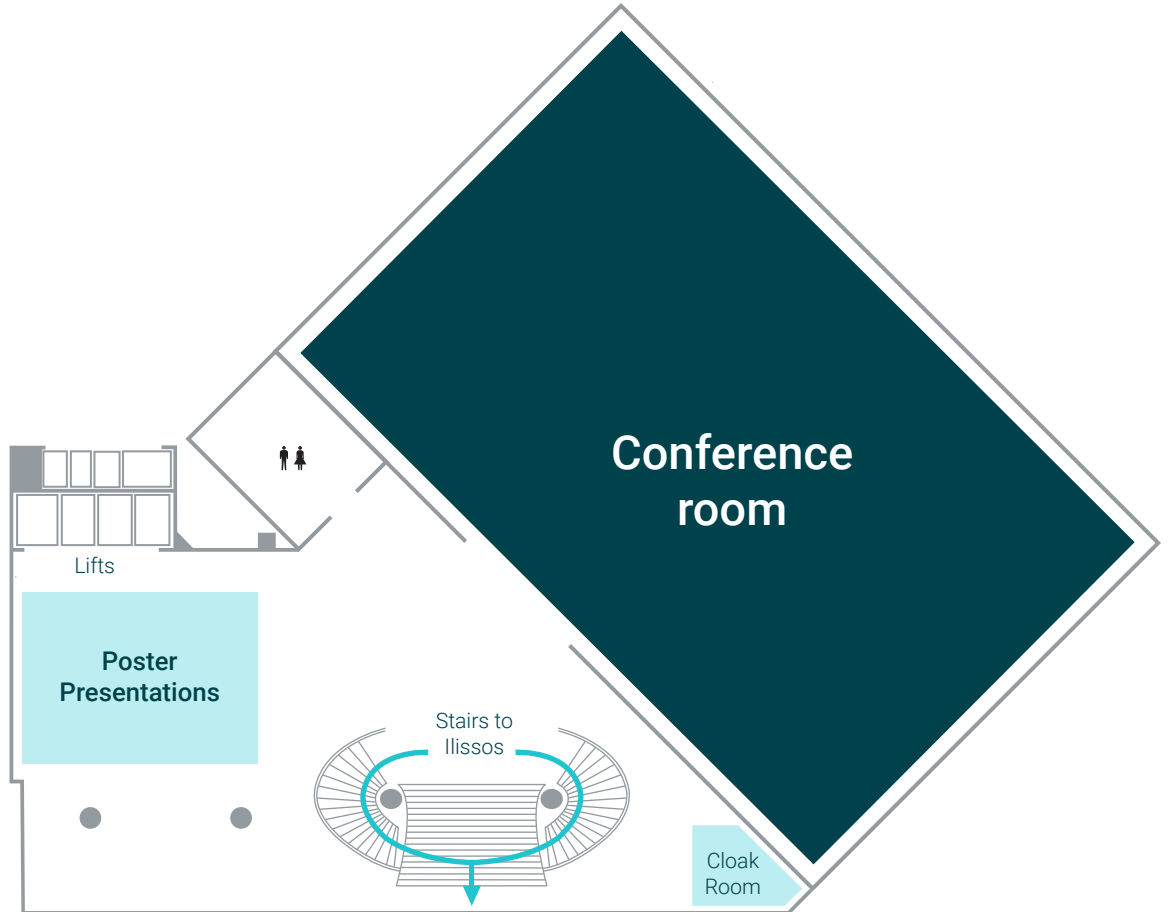 Conference
room
Lifts
Poster
Presentations
Stairs to
Ilissos
Cloak
Room